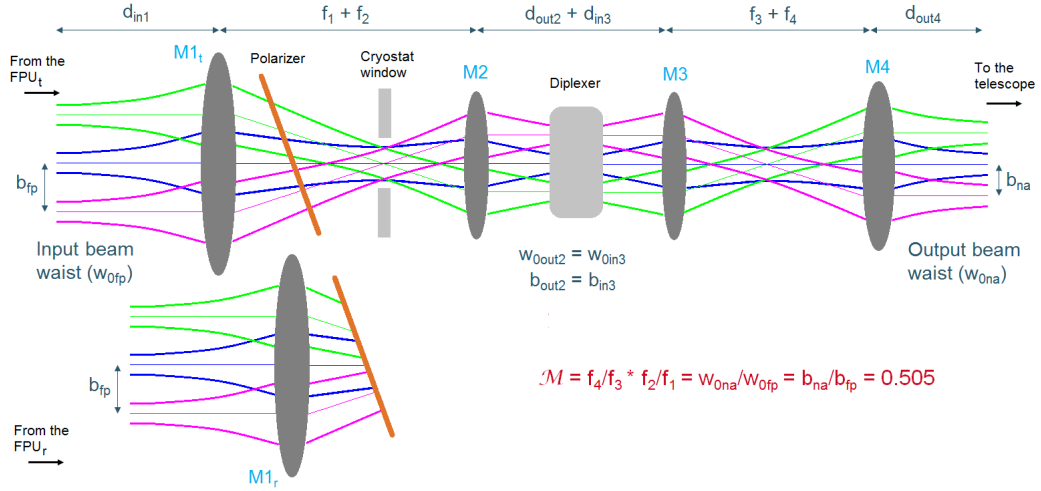 d_in1
f_1 + f_2
d_out2 + d_in3
f_3 + f_4
d_out4
From the
FPU_t
M1_t
Polarizer
Cryostat
window
M2
Diplexer
M3
M4
To the
telescope
b_fp
b_na
Input beam
waist (w_0fp)
w_0out2 = w_0in3
b_out2 = b_in3
Output beam
waist (w_0na)
b_fp
ℳ = f_4/f_3 * f_2/f_1 = w_0na/w_0fp = b_na/b_fp = 0.505
From the
FPU_r
M1_r